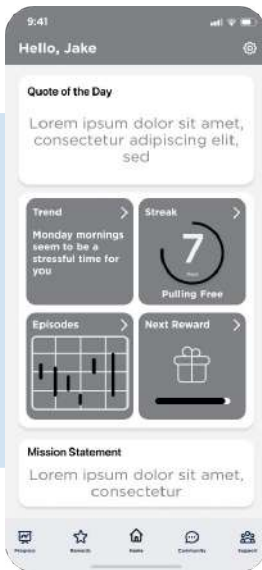 9:41
Hello, Jake
Quote of the Day
Lorem ipsum dolor sit amet,
consectetur adipiscing elit,
sed
Trend
Monday mornings
seem to be a
stressful time for
you
Streak
7
Days
Pulling Free
Episodes
Next Reward
Mission Statement
Lorem ipsum dolor sit amet,
consectetur
Progress
Rewards
Home
Community
Support